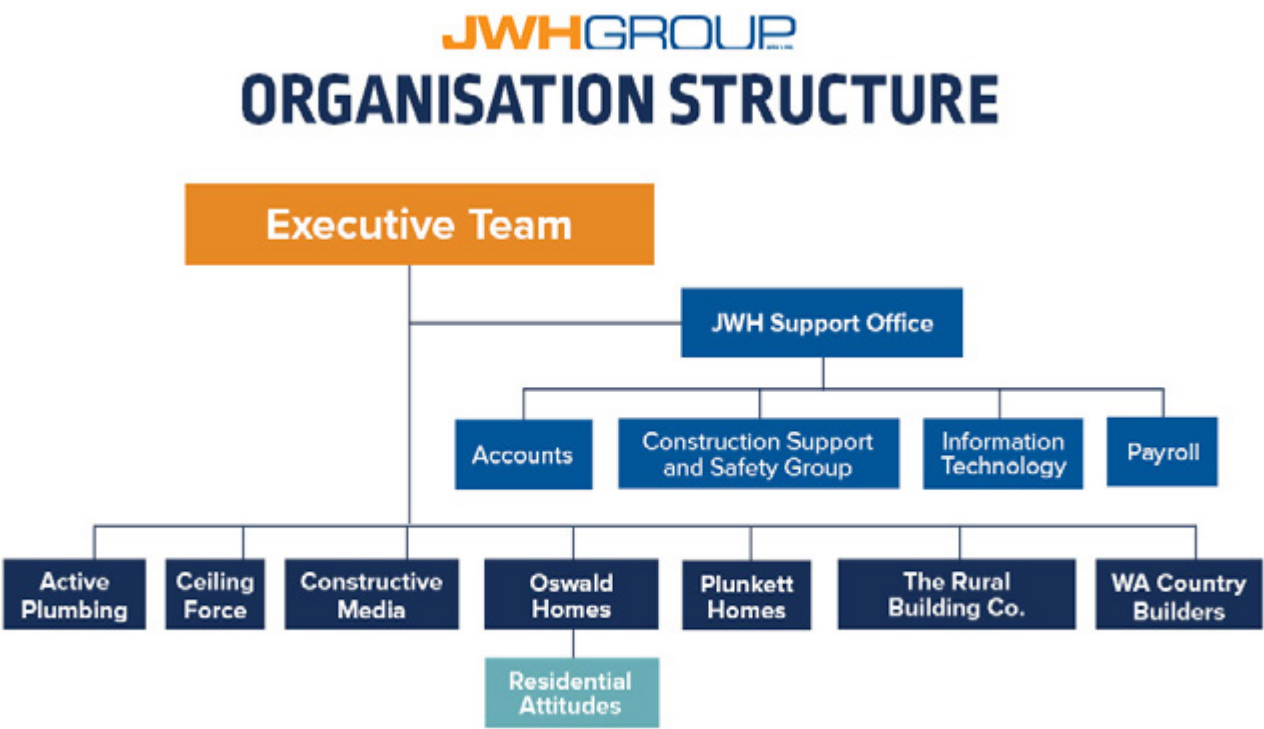 JWHGROUP
ORGANISATION STRUCTURE
Executive Team
JWH Support Office
Accounts
Construction Support
and Safety Group
Information
Technology
Payroll
Active
Plumbing
Ceiling
Force
Constructive
Media
Oswald
Homes
Plunkett
Homes
The Rural
Building Co.
WA Country
Builders
Residential
Attitudes